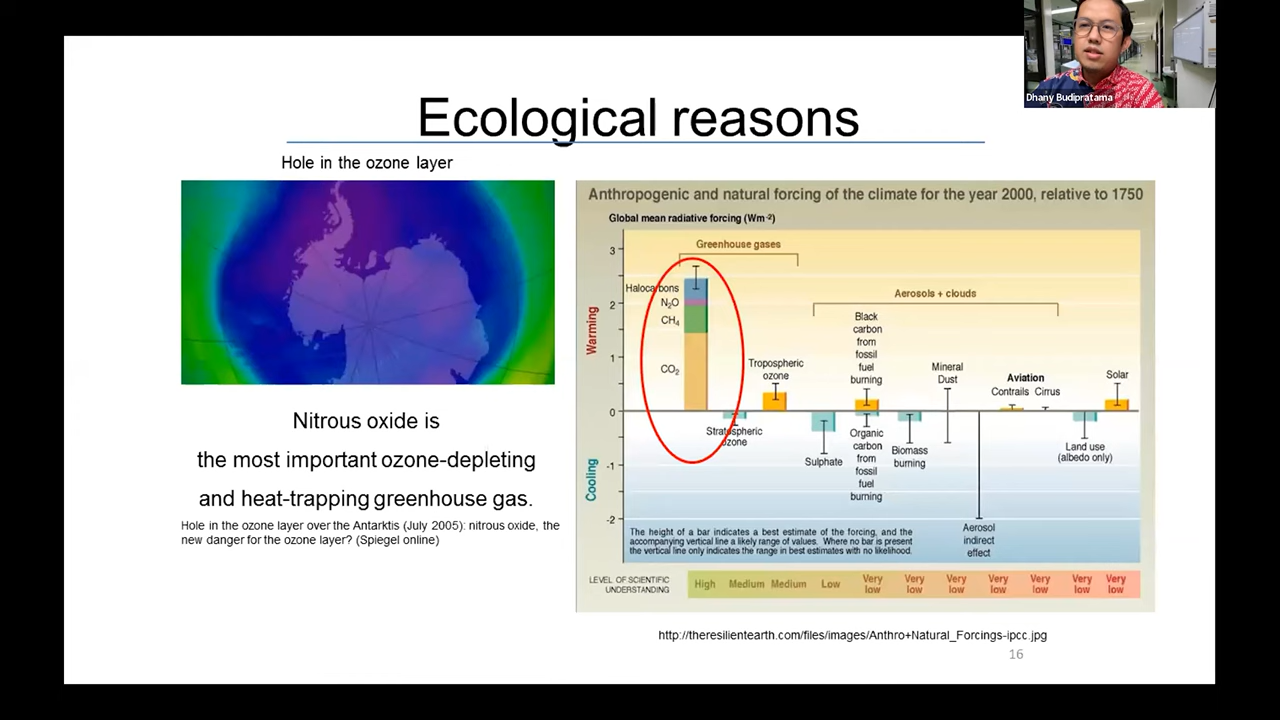 Dhany Budipratama
Ecological reasons
Hole in the ozone layer
Nitrous oxide is
the most important ozone-depleting
and heat-trapping greenhouse gas.
Hole in the ozone layer over the Antarktis (July 2005): nitrous oxide, the
new danger for the ozone layer? (Spiegel online)
Anthropogenic and natural forcing of the climate for the year 2000, relative to 1750
Global mean radiative forcing (Wm-2)
Greenhouse gases
3
Halocarbons
N2O
2
CH4
Warming
1
CO2
0
Cooling
-1
-2
Aerosols + clouds
Stratospheric
ozone
Tropospheric
ozone
Sulphate
Black
carbon
from
fossil
fuel
burning
Organic
carbon
from
fossil
fuel
burning
Biomass
burning
Mineral
Dust
Aerosol
indirect
effect
Aviation
Contrails Cirrus
Land use
(albedo only)
Solar
The height of a bar indicates a best estimate of the forcing, and the
accompanying vertical line a likely range of values. Where no bar is present
the vertical line only indicates the range in best estimates with no likelihood.
LEVEL OF SCIENTIFIC
UNDERSTANDING
High
Medium
Medium
Low
Very
low
Very
low
Very
low
Very
low
Very
low
Very
low
Very
low
http://theresilientearth.com/files/images/Anthro+Natural_Forcings-ipcc.jpg
16